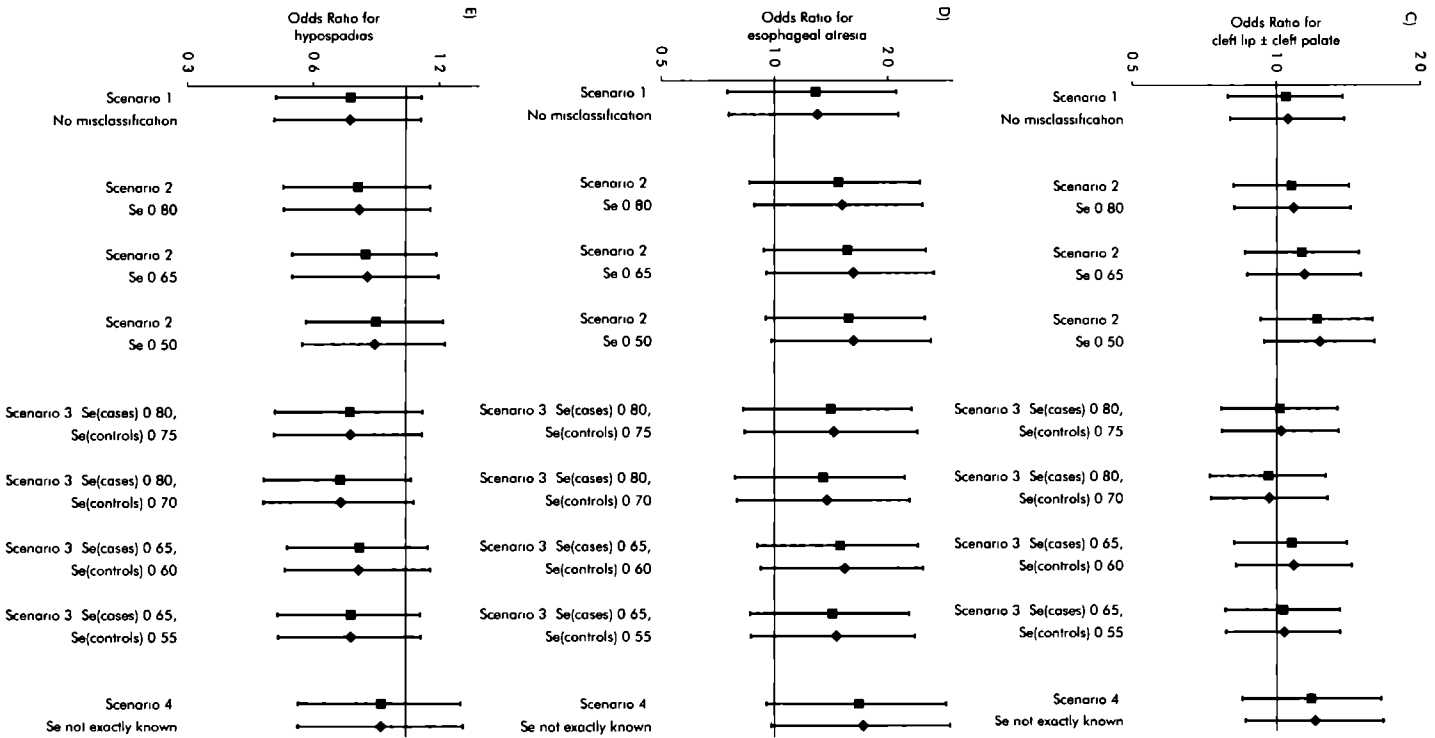 E)
Odds Ratio for
hypospadias
0 3
0 6
1 2
Scenario 1
No misclassification
Scenario 2
Se 0 80
Scenario 2
Se 0 65
Scenario 2
Se 0 50
Scenario 3 Se(cases) 0 80,
Se(controls) 0 75
Scenario 3 Se(cases) 0 80,
Se(controls) 0 70
Scenario 3 Se(cases) 0 65,
Se(controls) 0 60
Scenario 3 Se(cases) 0 65,
Se(controls) 0 55
Scenario 4
Se not exactly known
D)
Odds Ratio for
esophageal atresia
0 5
1 0
2 0
Scenario 1
No misclassification
Scenario 2
Se 0 80
Scenario 2
Se 0 65
Scenario 2
Se 0 50
Scenario 3 Se(cases) 0 80,
Se(controls) 0 75
Scenario 3 Se(cases) 0 80,
Se(controls) 0 70
Scenario 3 Se(cases) 0 65,
Se(controls) 0 60
Scenario 3 Se(cases) 0 65,
Se(controls) 0 55
Scenario 4
Se not exactly known
C)
Odds Ratio for
cleft lip ± cleft palate
0 5
1 0
2 0
Scenario 1
No misclassification
Scenario 2
Se 0 80
Scenario 2
Se 0 65
Scenario 2
Se 0 50
Scenario 3 Se(cases) 0 80,
Se(controls) 0 75
Scenario 3 Se(cases) 0 80,
Se(controls) 0 70
Scenario 3 Se(cases) 0 65,
Se(controls) 0 60
Scenario 3 Se(cases) 0 65,
Se(controls) 0 55
Scenario 4
Se not exactly known